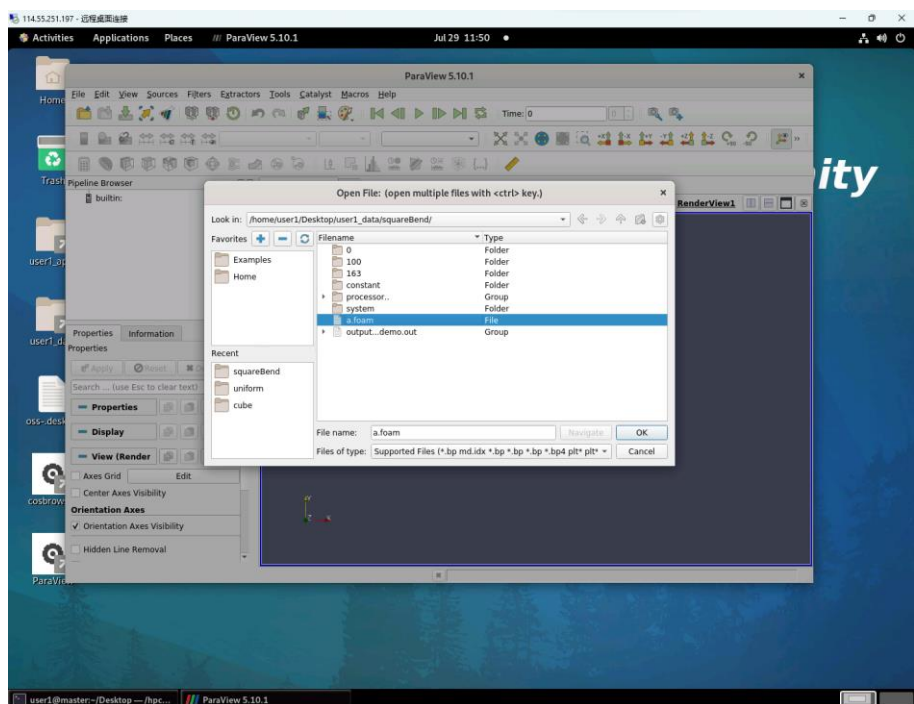 114.55.251.197 - 远程桌面连接
Activities Applications Places ParaView 5.10.1 Jul 29 11:50
ParaView 5.10.1
File Edit View Sources Filters Extractors Tools Catalyst Macros Help
Time: 0
Home
Trash
ity
Pipeline Browser
builtin:
RenderView1
Open File: (open multiple files with <ctrl> key.)
Look in: /home/user1/Desktop/user1_data/squareBend/
Favorites Filename Type
Examples
Home
0 Folder
100 Folder
163 Folder
constant Folder
processor.. Group
system Folder
a.foam File
output...demo.out Group
Recent
squareBend
uniform
cube
File name: a.foam Navigate OK
Files of type: Supported Files (*.bp md.idx *.bp *.bp *.bp *.bp4 plt* plt* Cancel
user1_ap
user1_d
oss-.desk
cosbrow
ParaVie
Properties Information
Properties
Apply Reset
Search ... (use Esc to clear text)
Properties
Display
View (Render
Axes Grid Edit
Center Axes Visibility
Orientation Axes
Orientation Axes Visibility
Hidden Line Removal
user1@master:~/Desktop — /hpc... ParaView 5.10.1